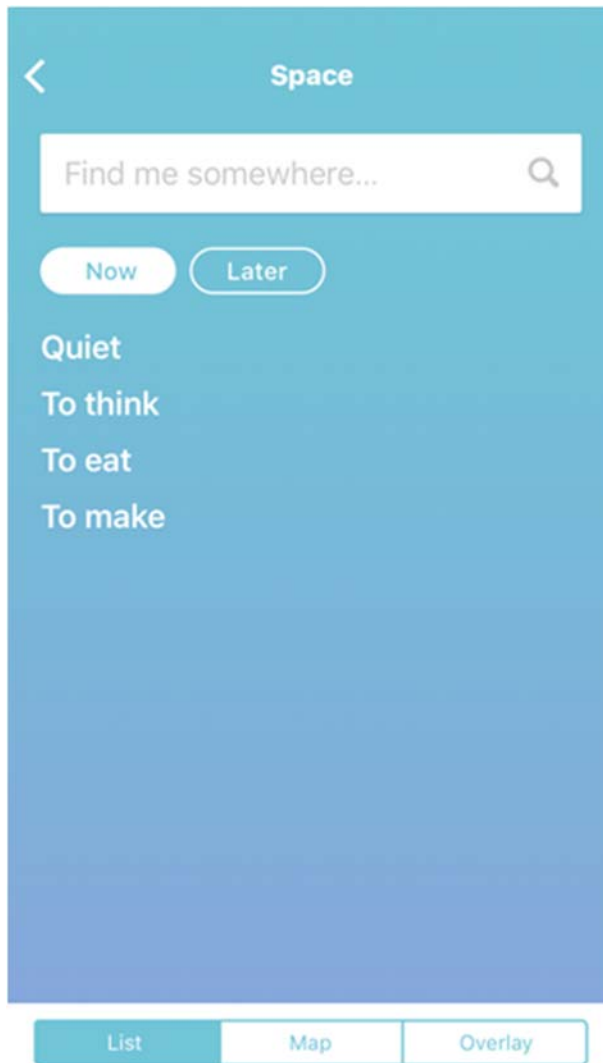 Space
Find me somewhere...
Now Later
Quiet
To think
To eat
To make
List Map Overlay